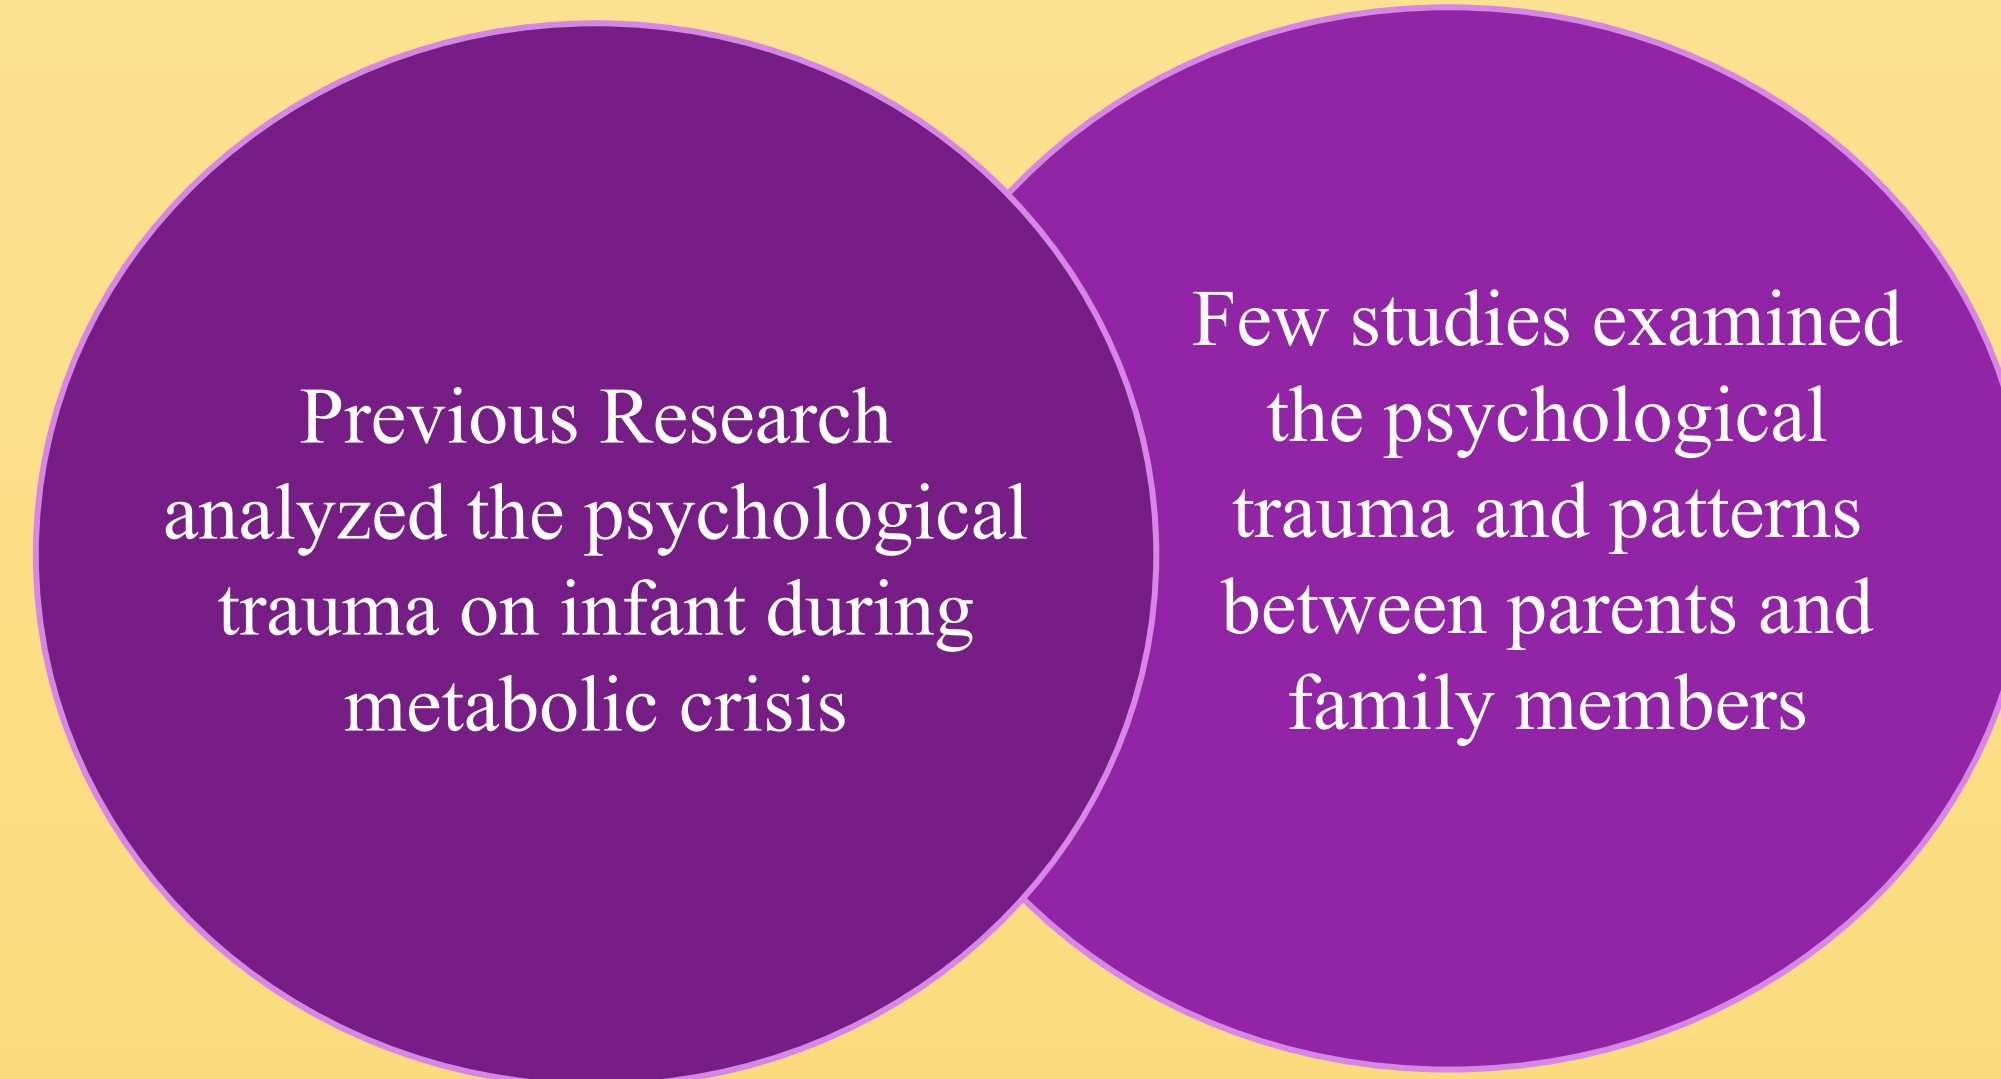 Previous Research
analyzed the psychological
trauma on infant during
metabolic crisis
Few studies examined
the psychological
trauma and patterns
between parents and
family members